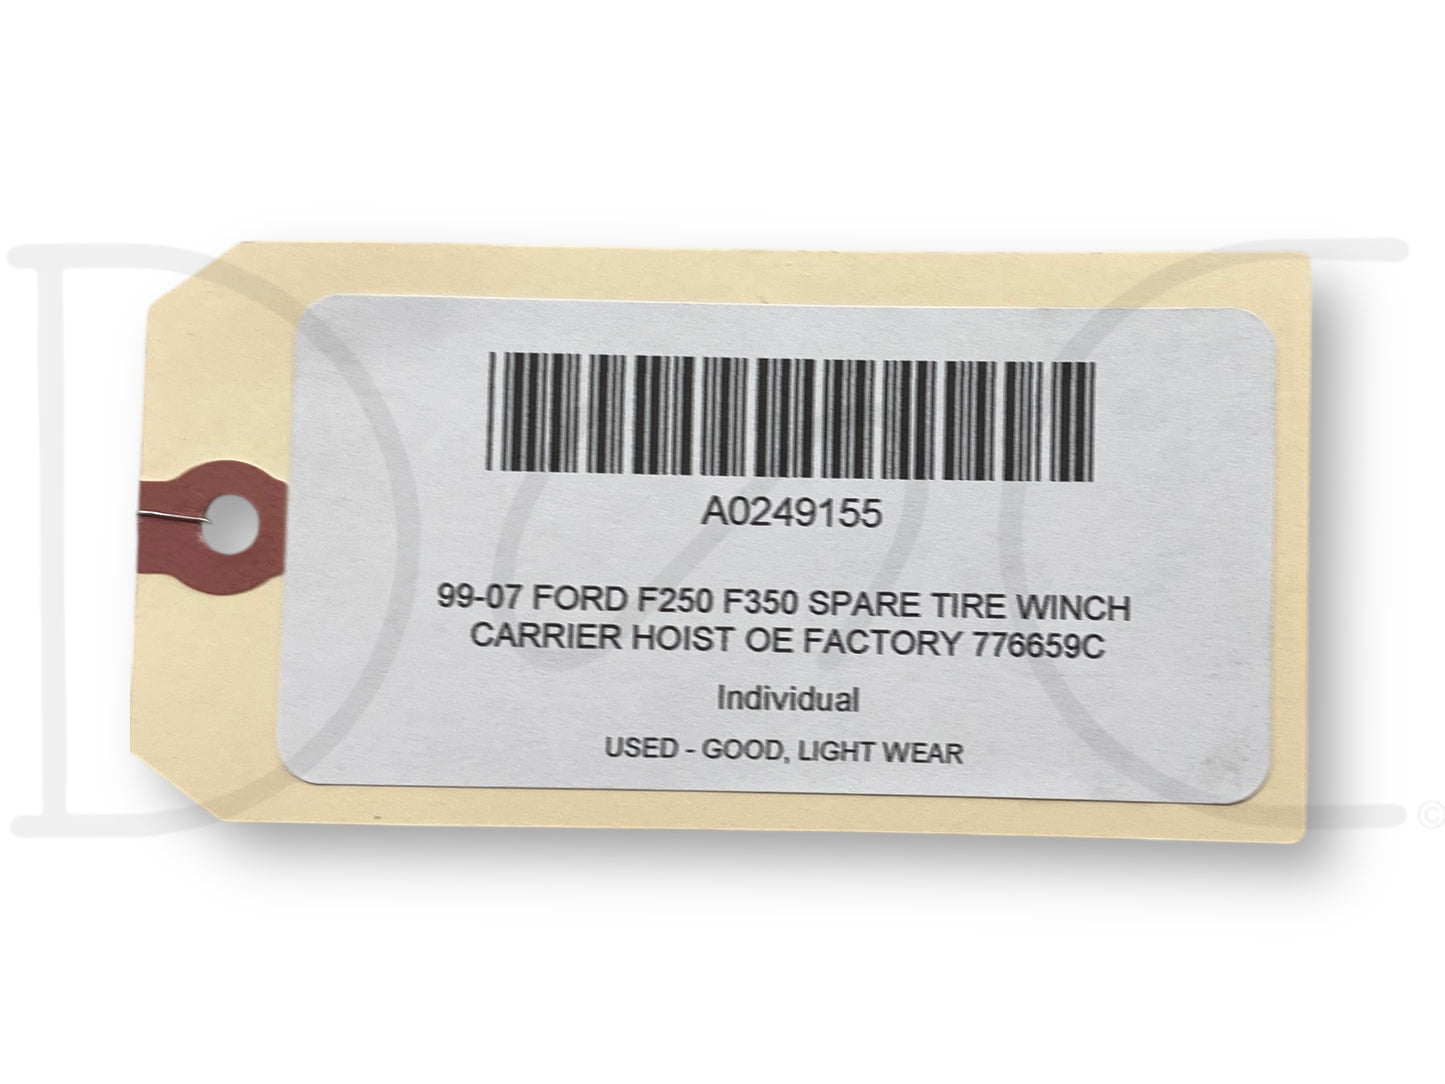 A0249155
99-07 FORD F250 F350 SPARE TIRE WINCH
CARRIER HOIST OE FACTORY 776659C
Individual
USED - GOOD, LIGHT WEAR
©